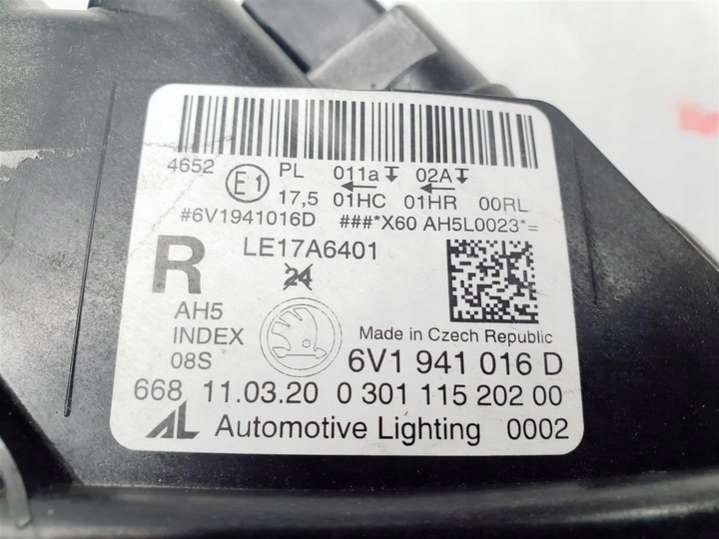 4652 E1 PL 011a 02A
17,5 01HC 01HR 00RL
#6V1941016D ###*X60 AH5L0023*=
R LE17A6401
24
AH5
INDEX
08S
Made in Czech Republic
6V1 941 016 D
668 11.03.20 0 301 115 202 00
AL Automotive Lighting 0002